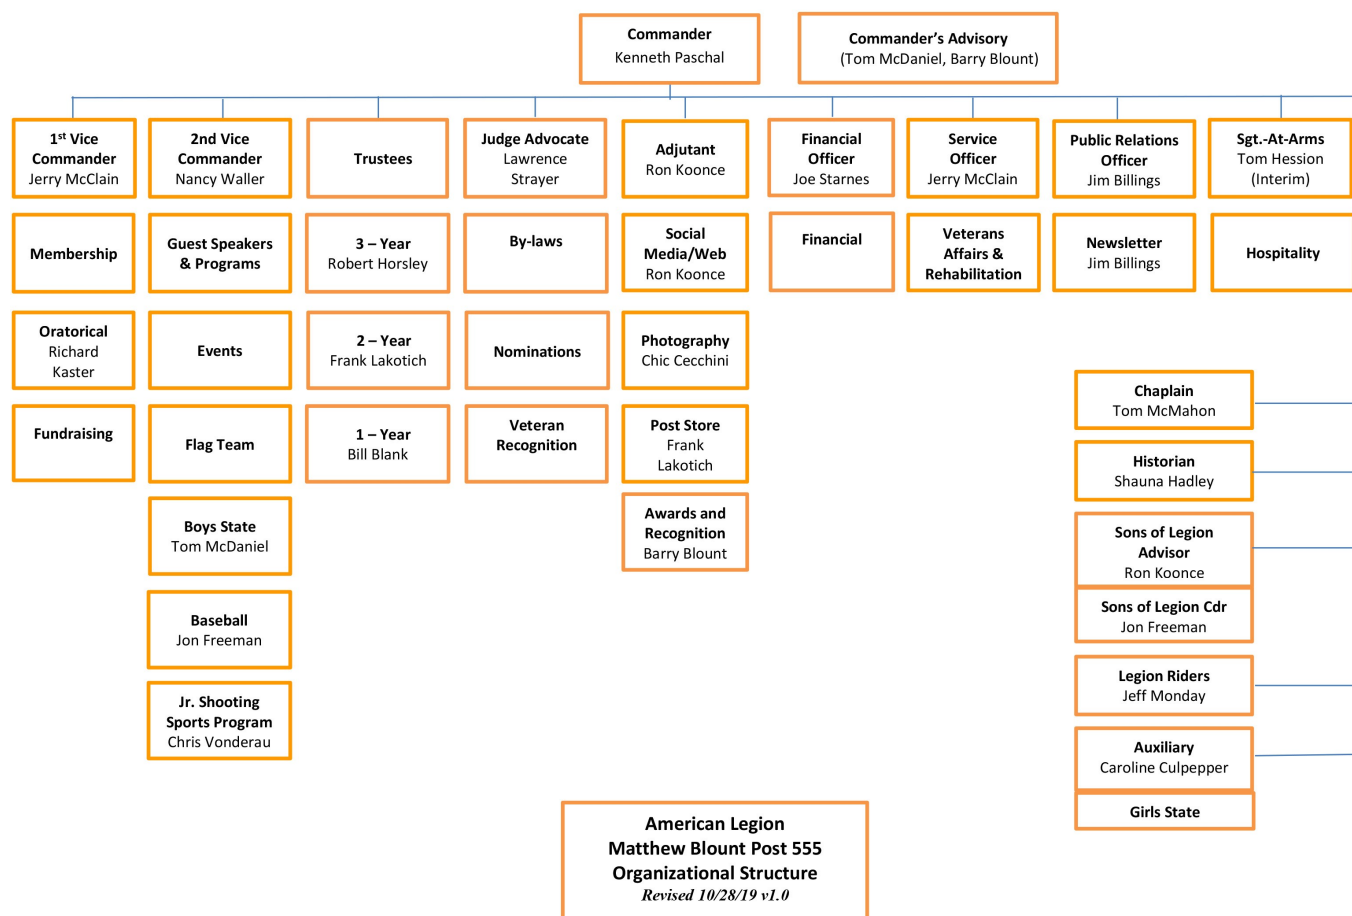 Commander
Kenneth Paschal
Commander’s Advisory
(Tom McDaniel, Barry Blount)
1st Vice
Commander
Jerry McClain
2nd Vice
Commander
Nancy Waller
Trustees
Judge Advocate
Lawrence
Strayer
Adjutant
Ron Koonce
Financial
Officer
Joe Starnes
Service
Officer
Jerry McClain
Public Relations
Officer
Jim Billings
Sgt.-At-Arms
Tom Hession
(Interim)
Membership
Guest Speakers
& Programs
3 – Year
Robert Horsley
By-laws
Social
Media/Web
Ron Koonce
Financial
Veterans
Affairs &
Rehabilitation
Newsletter
Jim Billings
Hospitality
Oratorical
Richard
Kaster
Events
2 – Year
Frank Lakotich
Nominations
Photography
Chic Cecchini
Chaplain
Tom McMahon
Fundraising
Flag Team
1 – Year
Bill Blank
Veteran
Recognition
Post Store
Frank
Lakotich
Historian
Shauna Hadley
Boys State
Tom McDaniel
Awards and
Recognition
Barry Blount
Sons of Legion
Advisor
Ron Koonce
Baseball
Jon Freeman
Sons of Legion Cdr
Jon Freeman
Jr. Shooting
Sports Program
Chris Vonderau
Legion Riders
Jeff Monday
Auxiliary
Caroline Culpepper
Girls State
American Legion
Matthew Blount Post 555
Organizational Structure
Revised 10/28/19 v1.0